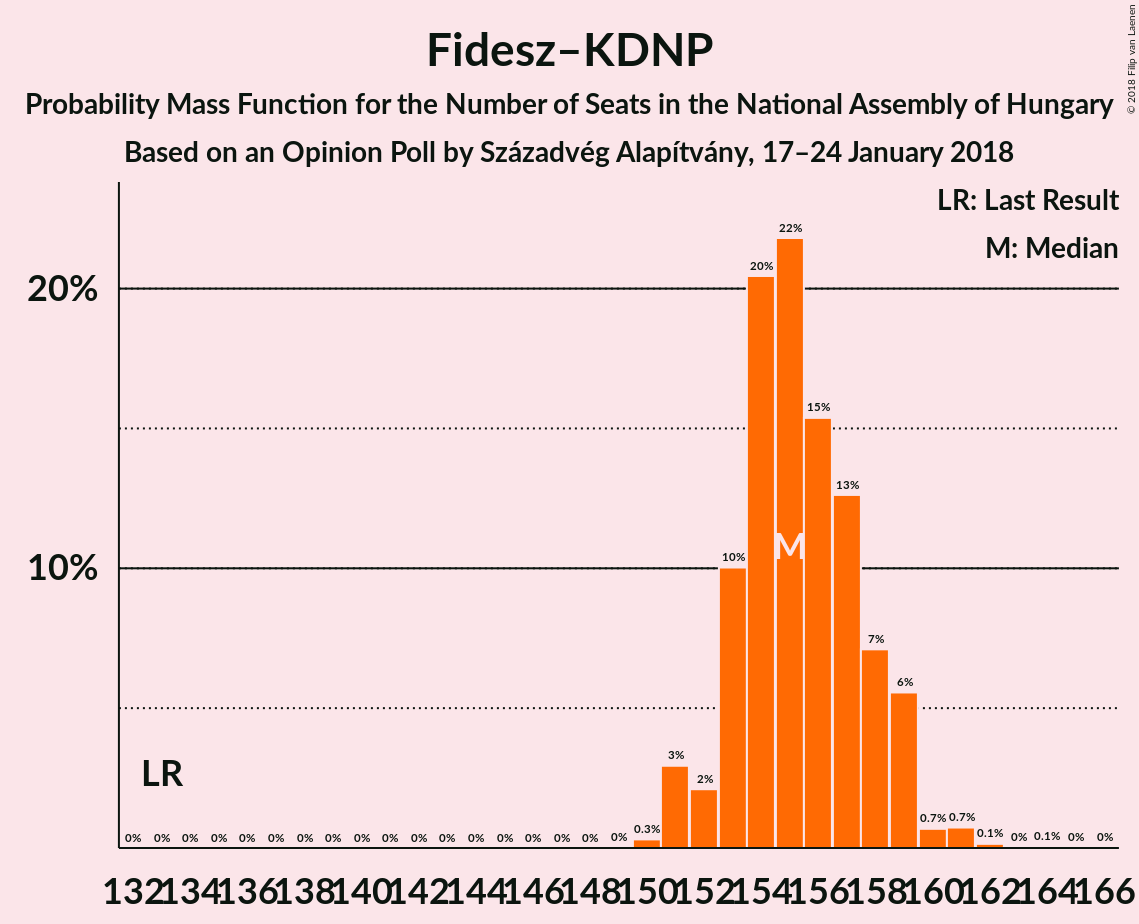 Fidesz–KDNP
Probability Mass Function for the Number of Seats in the National Assembly of Hungary
Based on an Opinion Poll by Századvég Alapítvány, 17–24 January 2018
© 2018 Filip van Laenen
LR: Last Result
M: Median
20%
10%
LR
M
0% 0% 0% 0% 0% 0% 0% 0% 0% 0% 0% 0% 0% 0% 0% 0% 0% 0% 0.3% 3% 2% 10% 20% 22% 15% 13% 7% 6% 0.7% 0.7% 0.1% 0% 0.1% 0% 0%
132 134 136 138 140 142 144 146 148 150 152 154 156 158 160 162 164 166